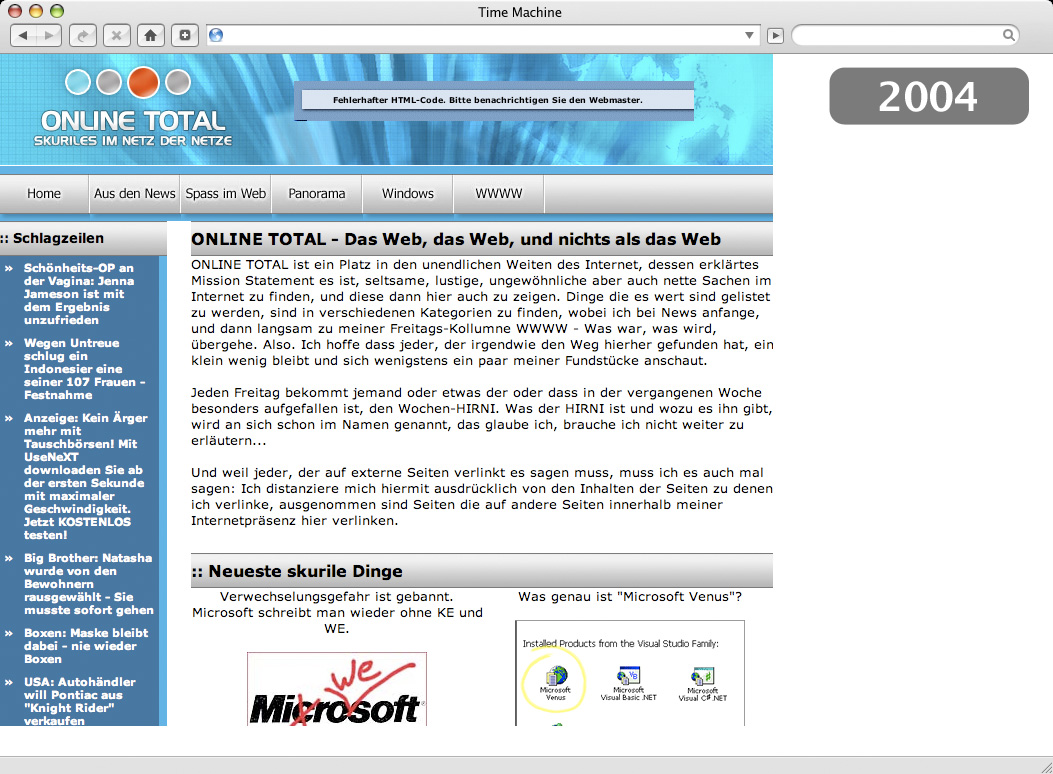 Time Machine
2004
ONLINE TOTAL
SKURILES IM NETZ DER NETZE
Fehlerhafter HTML-Code. Bitte benachrichtigen Sie den Webmaster.
Home
Aus den News
Spass im Web
Panorama
Windows
WWWW
:: Schlagzeilen
» Schönheits-OP an
der Vagina: Jenna
Jameson ist mit
dem Ergebnis
unzufrieden
» Wegen Untreue
schlug ein
Indonesier eine
seiner 107 Frauen -
Festnahme
» Anzeige: Kein Ärger
mehr mit
Tauschbörsen! Mit
UseNeXT
downloaden Sie ab
der ersten Sekunde
mit maximaler
Geschwindigkeit.
Jetzt KOSTENLOS
testen!
» Big Brother: Natasha
wurde von den
Bewohnern
rausgewählt - Sie
musste sofort gehen
» Boxen: Maske bleibt
dabei - nie wieder
Boxen
» USA: Autohändler
will Pontiac aus
"Knight Rider"
verkaufen
ONLINE TOTAL - Das Web, das Web, und nichts als das Web
ONLINE TOTAL ist ein Platz in den unendlichen Weiten des Internet, dessen erklärtes
Mission Statement es ist, seltsame, lustige, ungewöhnliche aber auch nette Sachen im
Internet zu finden, und diese dann hier auch zu zeigen. Dinge die es wert sind gelistet
zu werden, sind in verschiedenen Kategorien zu finden, wobei ich bei News anfange,
und dann langsam zu meiner Freitags-Kollumne WWWW - Was war, was wird,
übergehe. Also. Ich hoffe dass jeder, der irgendwie den Weg hierher gefunden hat, ein
klein wenig bleibt und sich wenigstens ein paar meiner Fundstücke anschaut.
Jeden Freitag bekommt jemand oder etwas der oder dass in der vergangenen Woche
besonders aufgefallen ist, den Wochen-HIRNI. Was der HIRNI ist und wozu es ihn gibt,
wird an sich schon im Namen genannt, das glaube ich, brauche ich nicht weiter zu
erläutern...
Und weil jeder, der auf externe Seiten verlinkt es sagen muss, muss ich es auch mal
sagen: Ich distanziere mich hiermit ausdrücklich von den Inhalten der Seiten zu denen
ich verlinke, ausgenommen sind Seiten die auf andere Seiten innerhalb meiner
Internetpräsenz hier verlinken.
:: Neueste skurile Dinge
Verwechselungsgefahr ist gebannt.
Microsoft schreibt man wieder ohne KE und
WE.
we
Microsoft
Was genau ist "Microsoft Venus"?
Installed Products from the Visual Studio Family:
Microsoft
Venus
Microsoft
Visual Basic .NET
Microsoft
Visual C# .NET